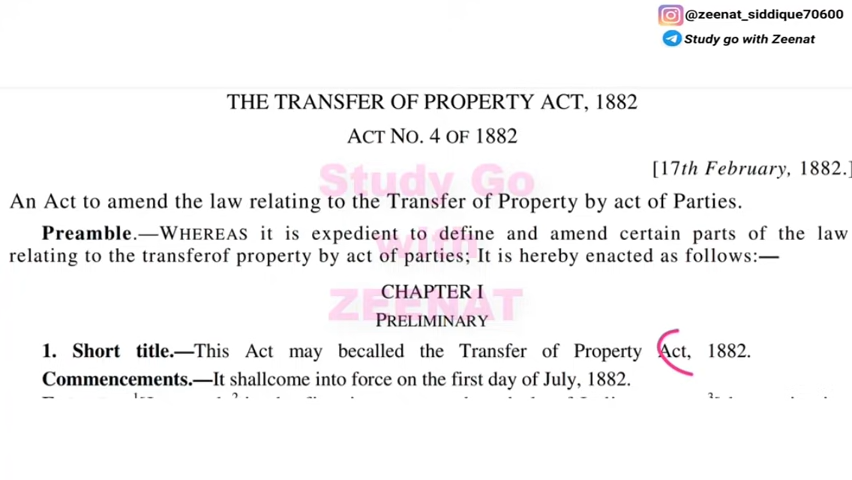 @zeenat_siddique70600
Study go with Zeenat
THE TRANSFER OF PROPERTY ACT, 1882
ACT NO. 4 OF 1882
[17th February, 1882.]
An Act to amend the law relating to the Transfer of Property by act of Parties.
Preamble.—WHEREAS it is expedient to define and amend certain parts of the law
relating to the transferof property by act of parties; It is hereby enacted as follows:—
Study Go
with
ZEENAT
CHAPTER I
PRELIMINARY
1. Short title.—This Act may becalled the Transfer of Property Act, 1882.
Commencements.—It shallcome into force on the first day of July, 1882.